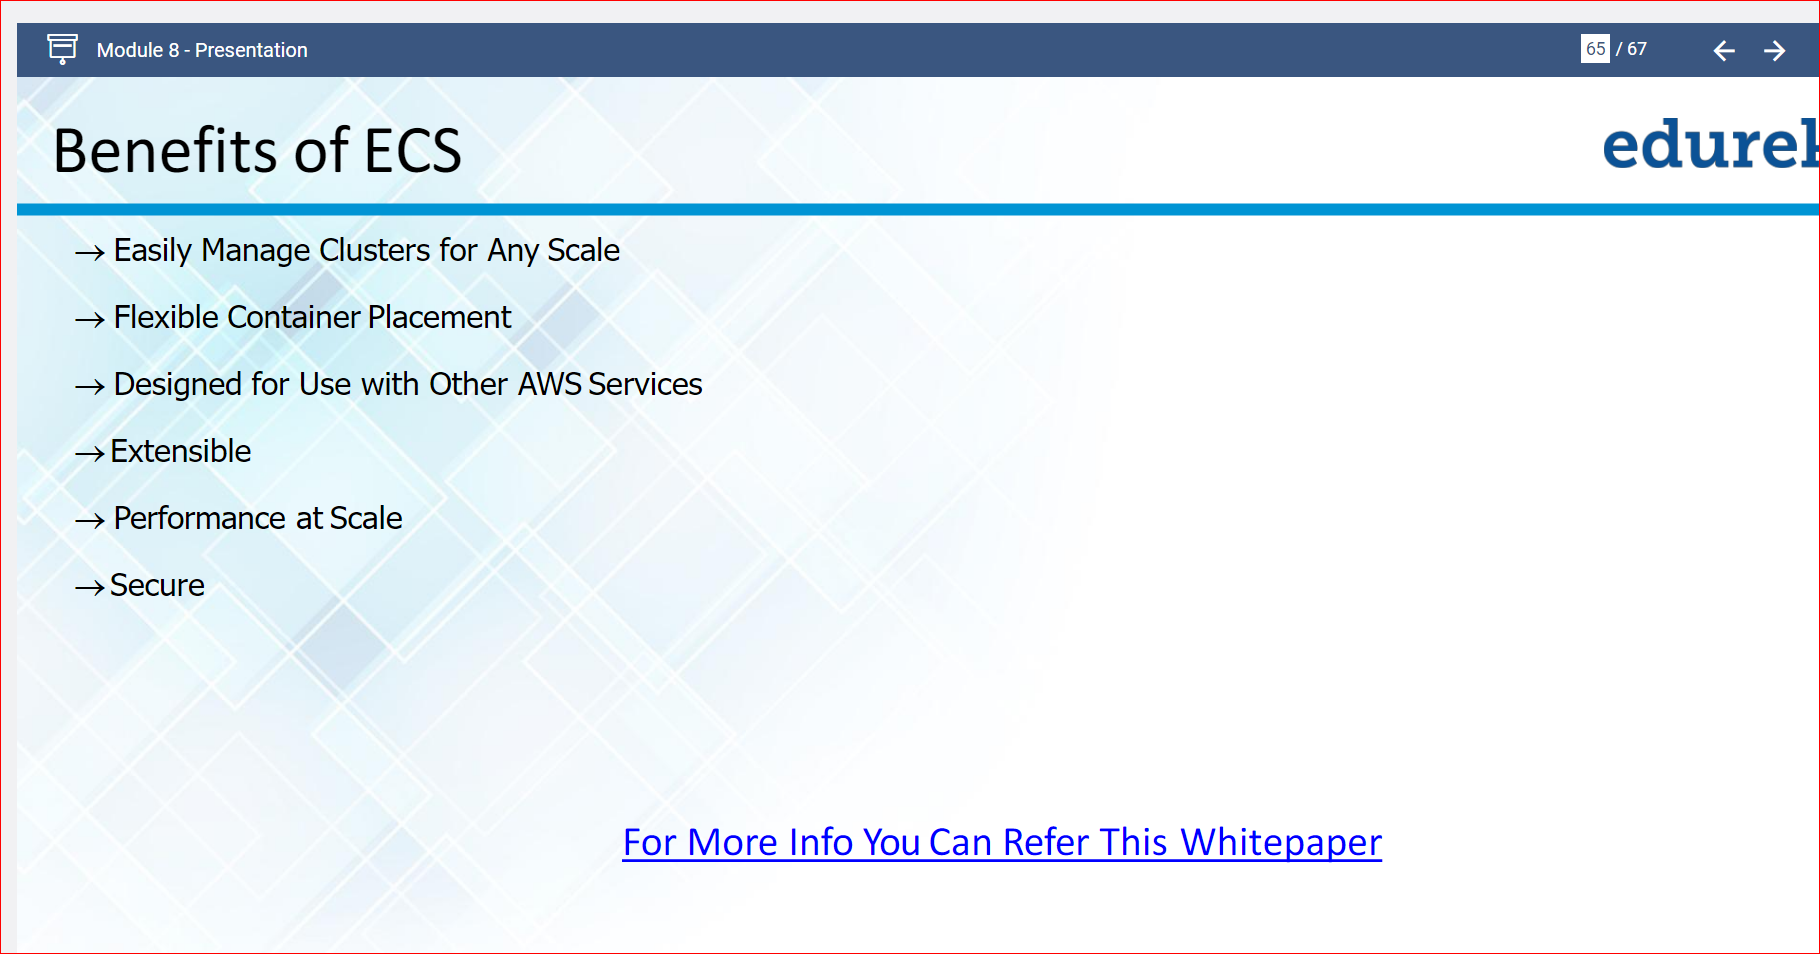 Module 8 - Presentation
65 / 67
Benefits of ECS
→ Easily Manage Clusters for Any Scale
→ Flexible Container Placement
→ Designed for Use with Other AWS Services
→ Extensible
→ Performance at Scale
→ Secure
For More Info You Can Refer This Whitepaper